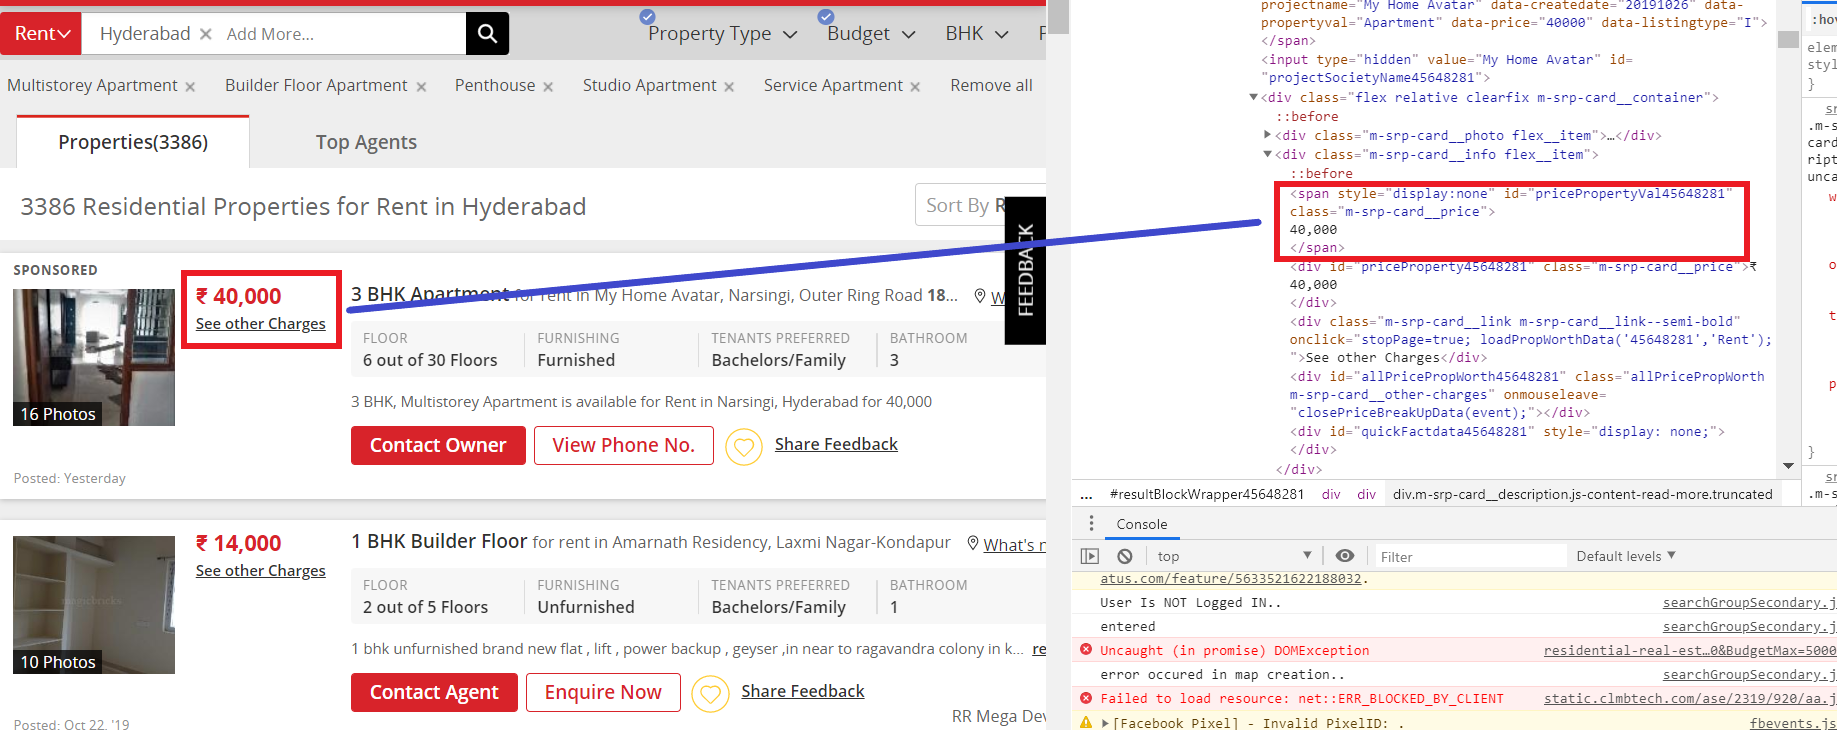 Rent
Hyderabad × Add More...
Property Type
Budget
BHK
Multistorey Apartment × Builder Floor Apartment × Penthouse × Studio Apartment × Service Apartment × Remove all
Properties(3386)
Top Agents
3386 Residential Properties for Rent in Hyderabad
Sort By R
FEEDBACK
SPONSORED
₹ 40,000
See other Charges
3 BHK Apartment for rent in My Home Avatar, Narsingi, Outer Ring Road 18...
W
FLOOR FURNISHING TENANTS PREFERRED BATHROOM
6 out of 30 Floors Furnished Bachelors/Family 3
16 Photos
3 BHK, Multistorey Apartment is available for Rent in Narsingi, Hyderabad for 40,000
Contact Owner View Phone No. Share Feedback
Posted: Yesterday
₹ 14,000
See other Charges
1 BHK Builder Floor for rent in Amarnath Residency, Laxmi Nagar-Kondapur
What's n
FLOOR FURNISHING TENANTS PREFERRED BATHROOM
2 out of 5 Floors Unfurnished Bachelors/Family 1
magicbricks
10 Photos
1 bhk unfurnished brand new flat , lift , power backup , geyser ,in near to ragavandra colony in k... re
Contact Agent Enquire Now Share Feedback
RR Mega Dev
Posted: Oct 22, '19
projectname="My Home Avatar" data-createdate="20191026" data-
propertyval="Apartment" data-price="40000" data-listingtype="I">
</span>
<input type="hidden" value="My Home Avatar" id=
"projectSocietyName45648281">
▼<div class="flex relative clearfix m-srp-card__container">
::before
▶<div class="m-srp-card__photo flex__item">…</div>
▼<div class="m-srp-card__info flex__item">
::before
<span style="display:none" id="pricePropertyVal45648281"
class="m-srp-card__price">
40,000
</span>
<div id="priceProperty45648281" class="m-srp-card__price">₹
40,000
</div>
<div class="m-srp-card__link m-srp-card__link--semi-bold"
onclick="stopPage=true; loadPropWorthData('45648281','Rent');
">See other Charges</div>
<div id="allPricePropWorth45648281" class="allPricePropWorth
m-srp-card__other-charges" onmouseleave=
"closePriceBreakUpData(event);"></div>
<div id="quickFactdata45648281" style="display: none;">
</div>
</div>
... #resultBlockWrapper45648281 div div div.m-srp-card__description.js-content-read-more.truncated
:hov
elem
styl
}
sr
.m-s
card
ript
unca
w
o
t
p
}
sr
.m-s
Console
top
Filter
Default levels ▼
atus.com/feature/5633521622188032.
User Is NOT Logged IN.. searchGroupSecondary.j
entered searchGroupSecondary.j
Uncaught (in promise) DOMException residential-real-est…0&BudgetMax=5000
error occured in map creation.. searchGroupSecondary.j
Failed to load resource: net::ERR_BLOCKED_BY_CLIENT static.clmbtech.com/ase/2319/920/aa.j
▶[Facebook Pixel] - Invalid PixelID: . fbevents.js